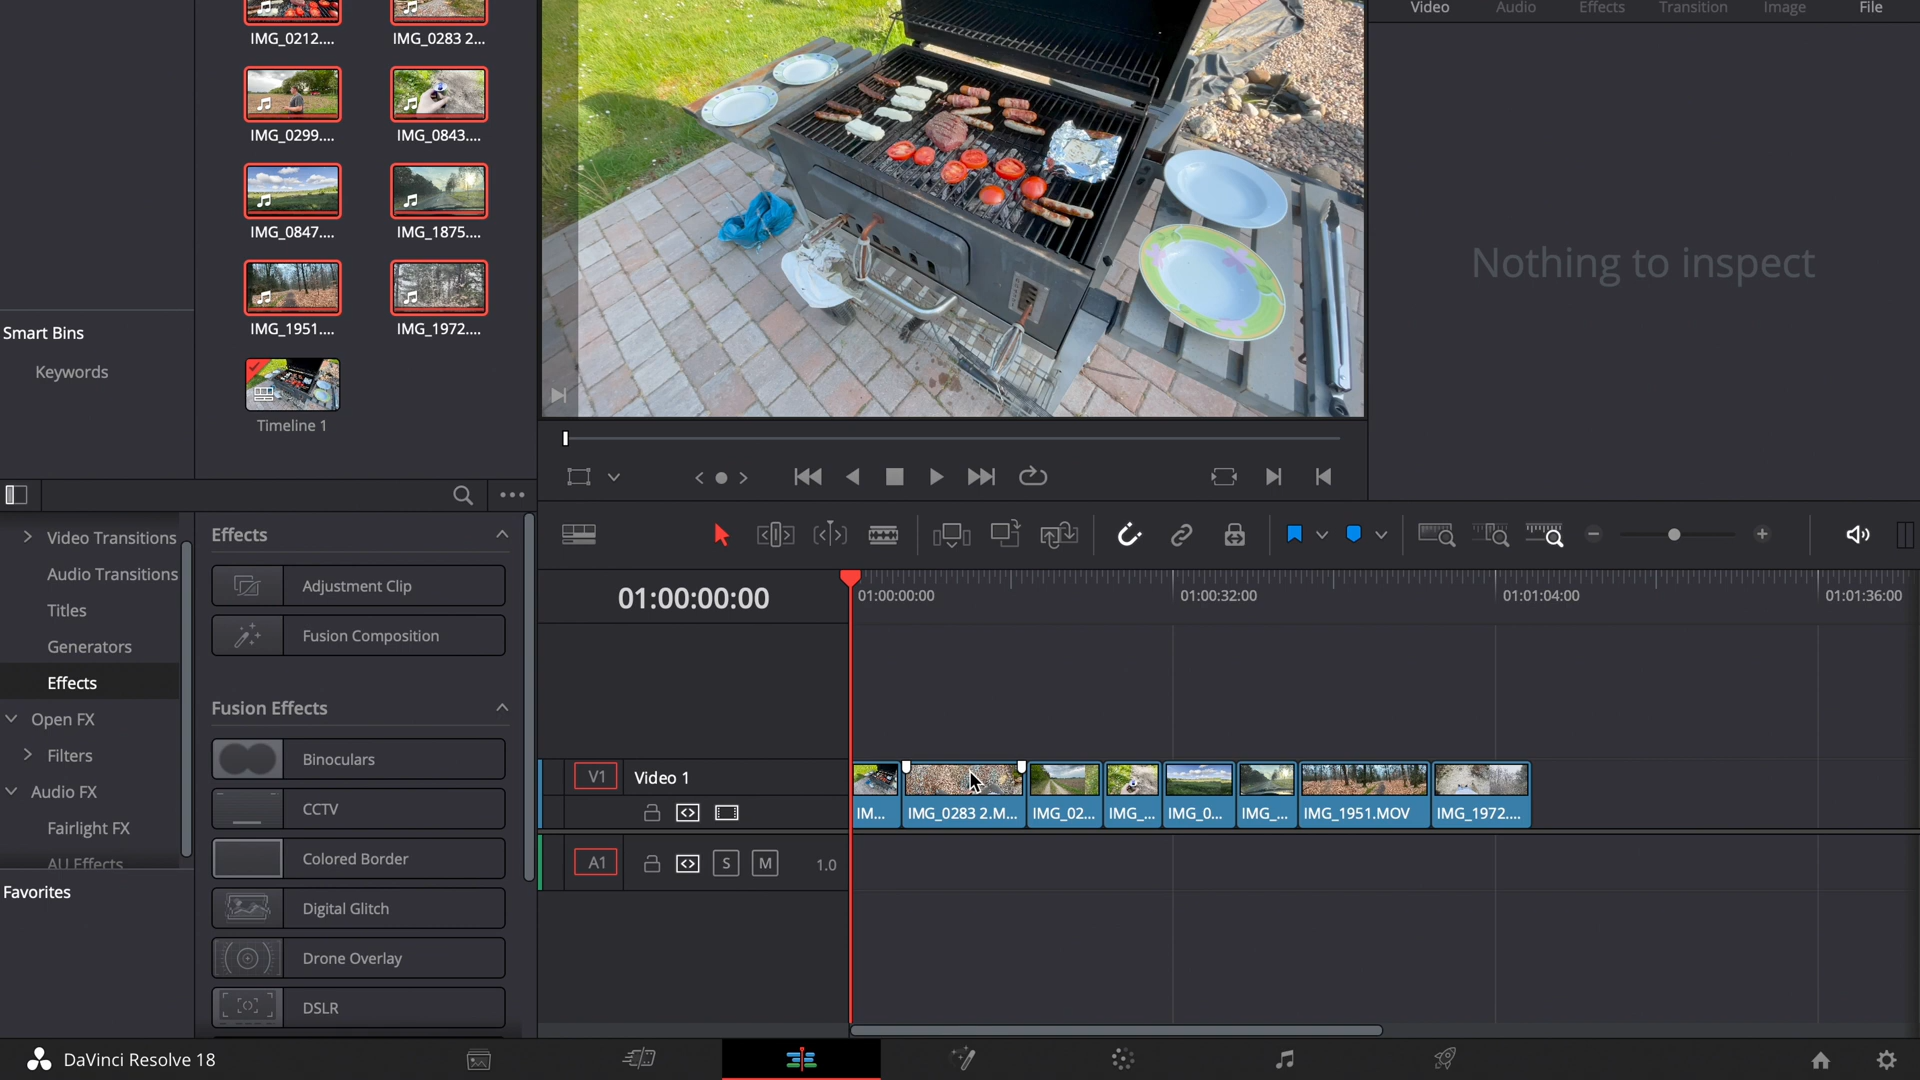 Video Audio Effects Transition Image File
IMG_0212.... IMG_0283 2...
IMG_0299.... IMG_0843....
IMG_0847.... IMG_1875....
IMG_1951.... IMG_1972....
Timeline 1
Smart Bins
Keywords
Nothing to inspect
Video Transitions
Audio Transitions
Titles
Generators
Effects
Open FX
Filters
Audio FX
Fairlight FX
AU Effects
Favorites
Effects
Adjustment Clip
Fusion Composition
Fusion Effects
Binoculars
CCTV
Colored Border
Digital Glitch
Drone Overlay
DSLR
01:00:00:00
01:00:00:00 01:00:32:00 01:01:04:00 01:01:36:00
V1 Video 1
IM... IMG_0283 2.M... IMG_02... IMG_... IMG_0... IMG_... IMG_1951.MOV IMG_1972....
A1 S M 1.0
DaVinci Resolve 18